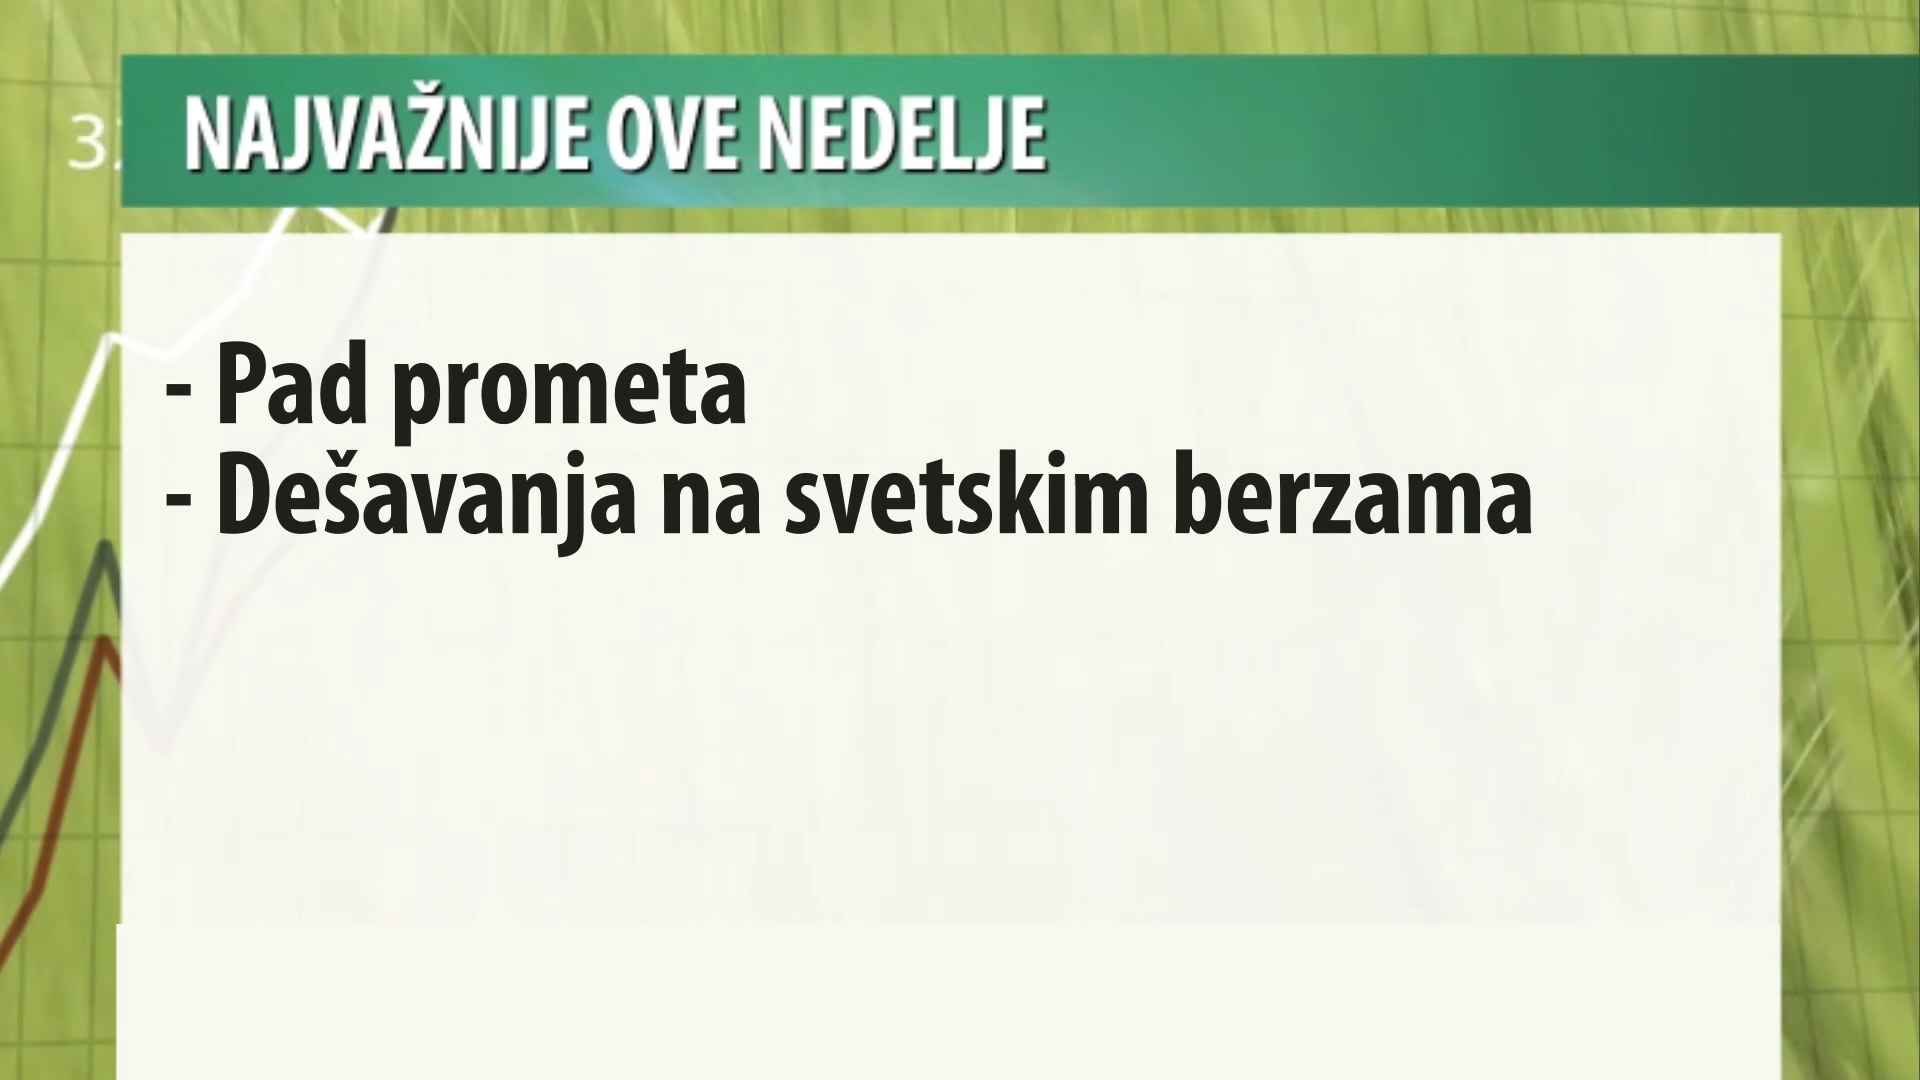 NAJVAŽNIJE OVE NEDELJE
- Pad prometa
- Dešavanja na svetskim berzama